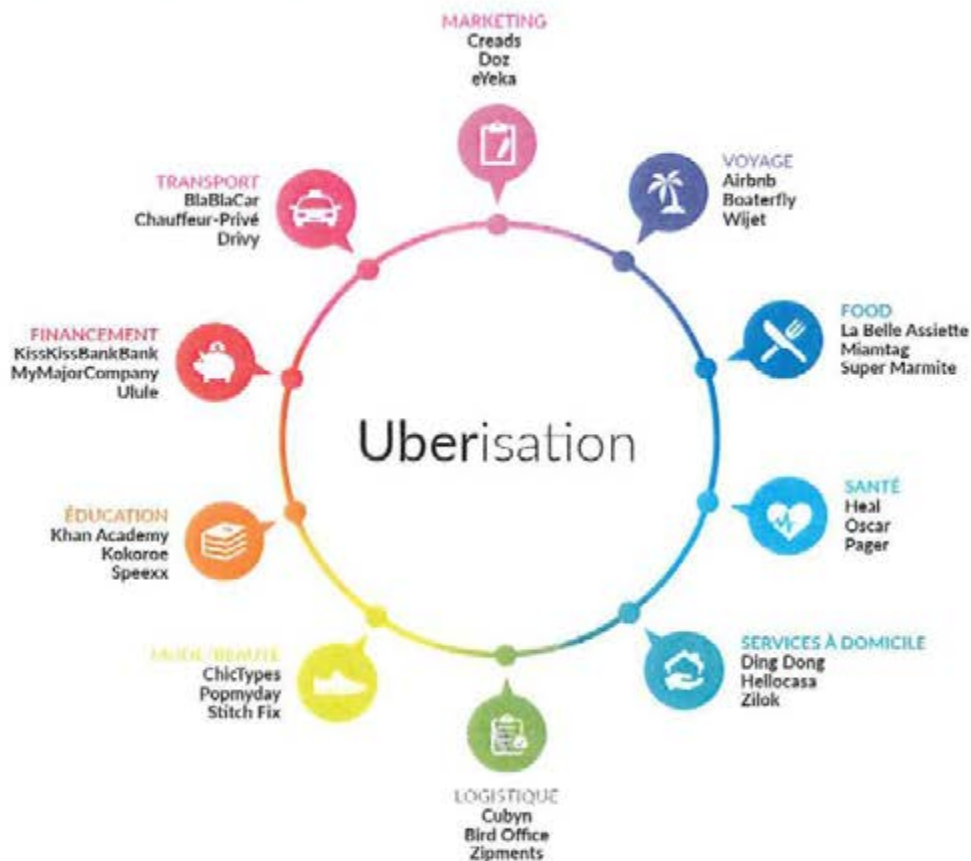 MARKETING
Creads
Doz
eYeka
VOYAGE
Airbnb
Boaterfly
Wijet
FOOD
La Belle Assiette
Miamtag
Super Marmite
SANTÉ
Heal
Oscar
Pager
SERVICES À DOMICILE
Ding Dong
Hellocasa
Zilok
LOGISTIQUE
Cubyn
Bird Office
Zipments
MODE/BEAUTÉ
ChicTypes
Popmyday
Stitch Fix
ÉDUCATION
Khan Academy
Kokoroe
Speexx
FINANCEMENT
KissKissBankBank
MyMajorCompany
Ulule
TRANSPORT
BlaBlaCar
Chauffeur-Privé
Drivy
Uberisation